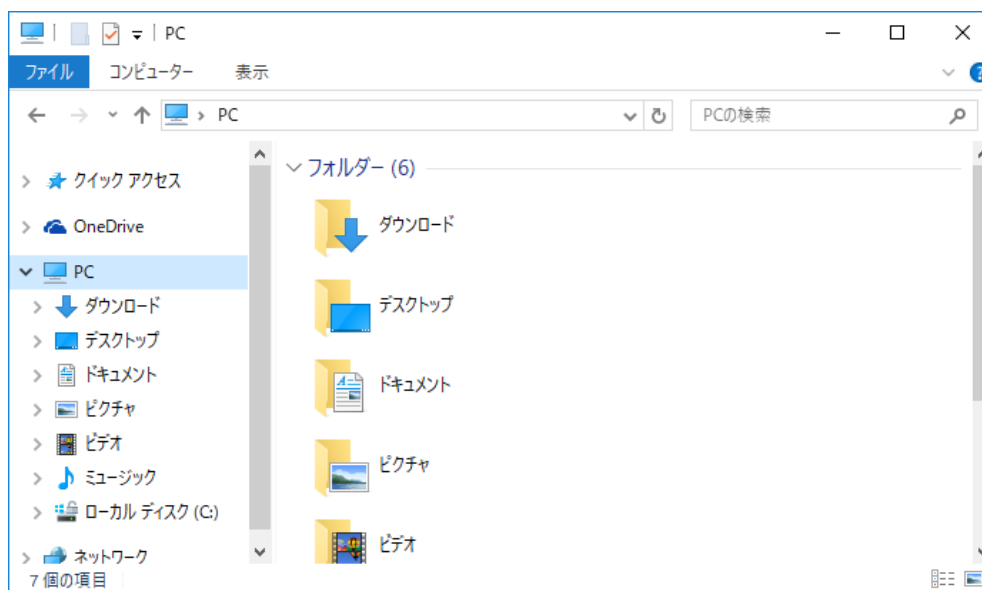 PC
ファイル コンピューター 表示
PC
PCの検索
クイック アクセス
OneDrive
PC
ダウンロード
デスクトップ
ドキュメント
ピクチャ
ビデオ
ミュージック
ローカル ディスク (C:)
ネットワーク
フォルダー (6)
ダウンロード
デスクトップ
ドキュメント
ピクチャ
ビデオ
7 個の項目